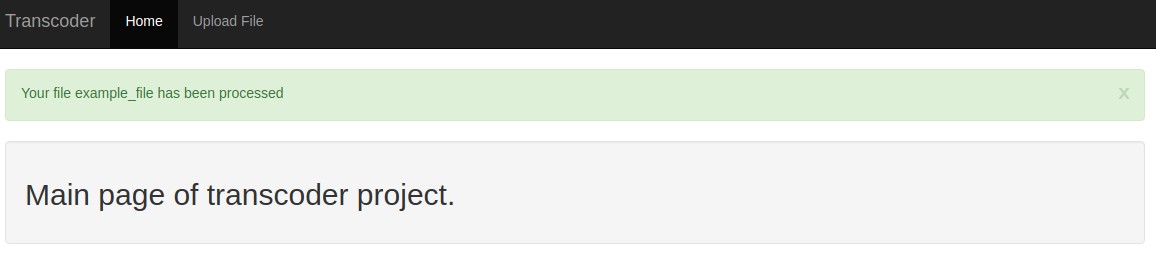 Transcoder Home Upload File
Your file example_file has been processed x
Main page of transcoder project.